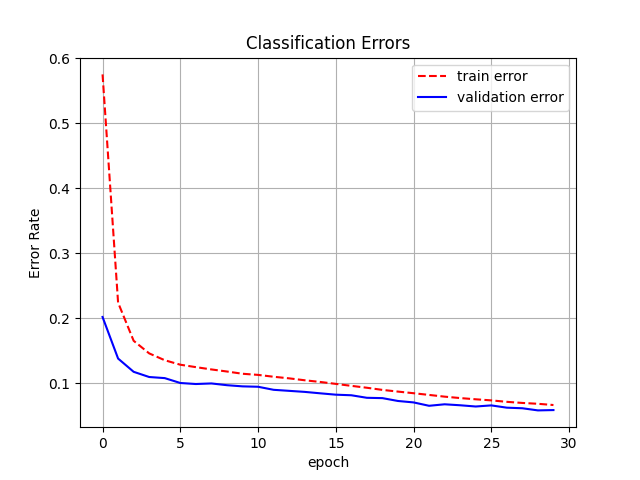 Classification Errors
train error
validation error
Error Rate
0.6
0.5
0.4
0.3
0.2
0.1
0 5 10 15 20 25 30
epoch